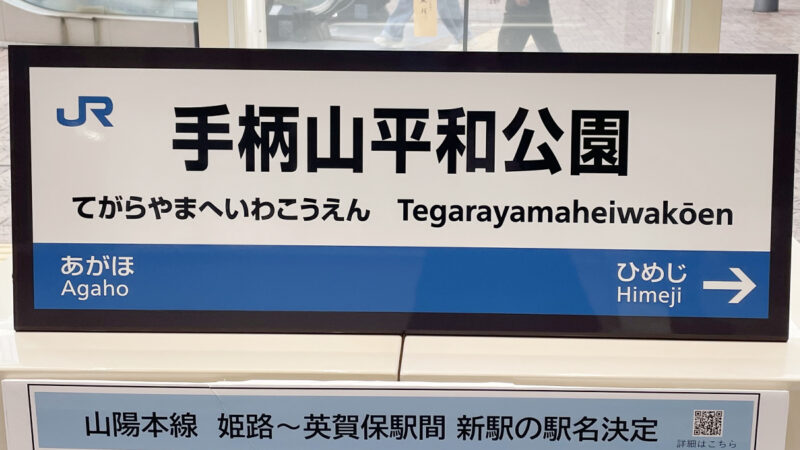 JR
手柄山平和公園
てがらやまへいわこうえん Tegarayamaheiwakōen
あがほ ひめじ →
Agaho Himeji
山陽本線 姫路～英賀保駅間 新駅の駅名決定
詳細はこちら